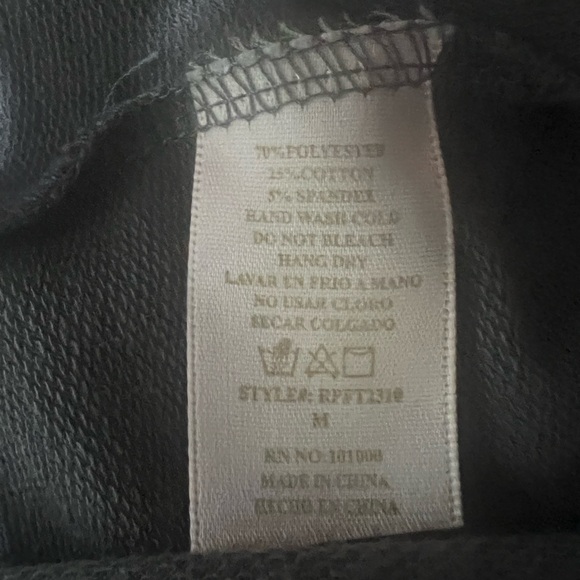 70% POLYESTER
25% COTTON
5% SPANDEX
HAND WASH COLD
DO NOT BLEACH
HANG DRY
LAVAR EN FRIO A MANO
NO USAR CLORO
SECAR COLGADO
STYLE#: RPFT2310
M
RN NO: 101000
MADE IN CHINA
HECHO EN CHINA